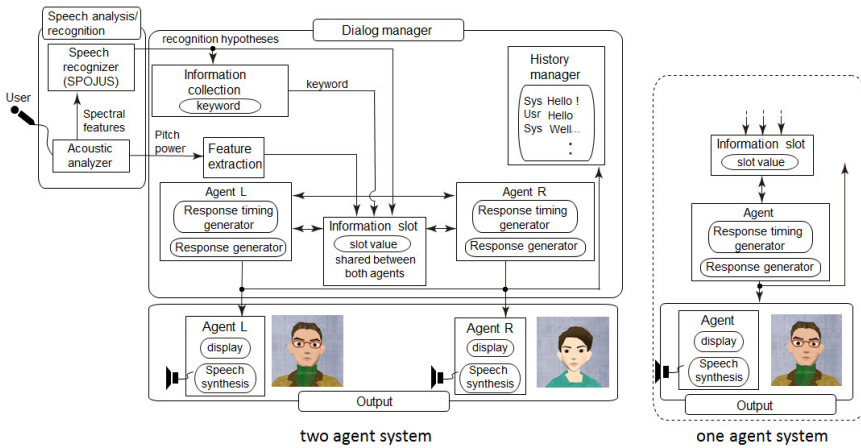 Speech analysis/
recognition
Speech
recognizer
(SPOJUS)
User
Spectral
features
Acoustic
analyzer
Dialog manager
recognition hypotheses
Information
collection
keyword
keyword
Pitch
power
Feature
extraction
History
manager
Sys Hello !
Usr Hello
Sys Well...
Agent L
Response timing
generator
Response generator
Information slot
slot value
shared between
both agents
Agent R
Response timing
generator
Response generator
Agent L
display
Speech
synthesis
Agent R
display
Speech
synthesis
Output
two agent system
Information slot
slot value
Agent
Response timing
generator
Response generator
Agent
display
Speech
synthesis
Output
one agent system